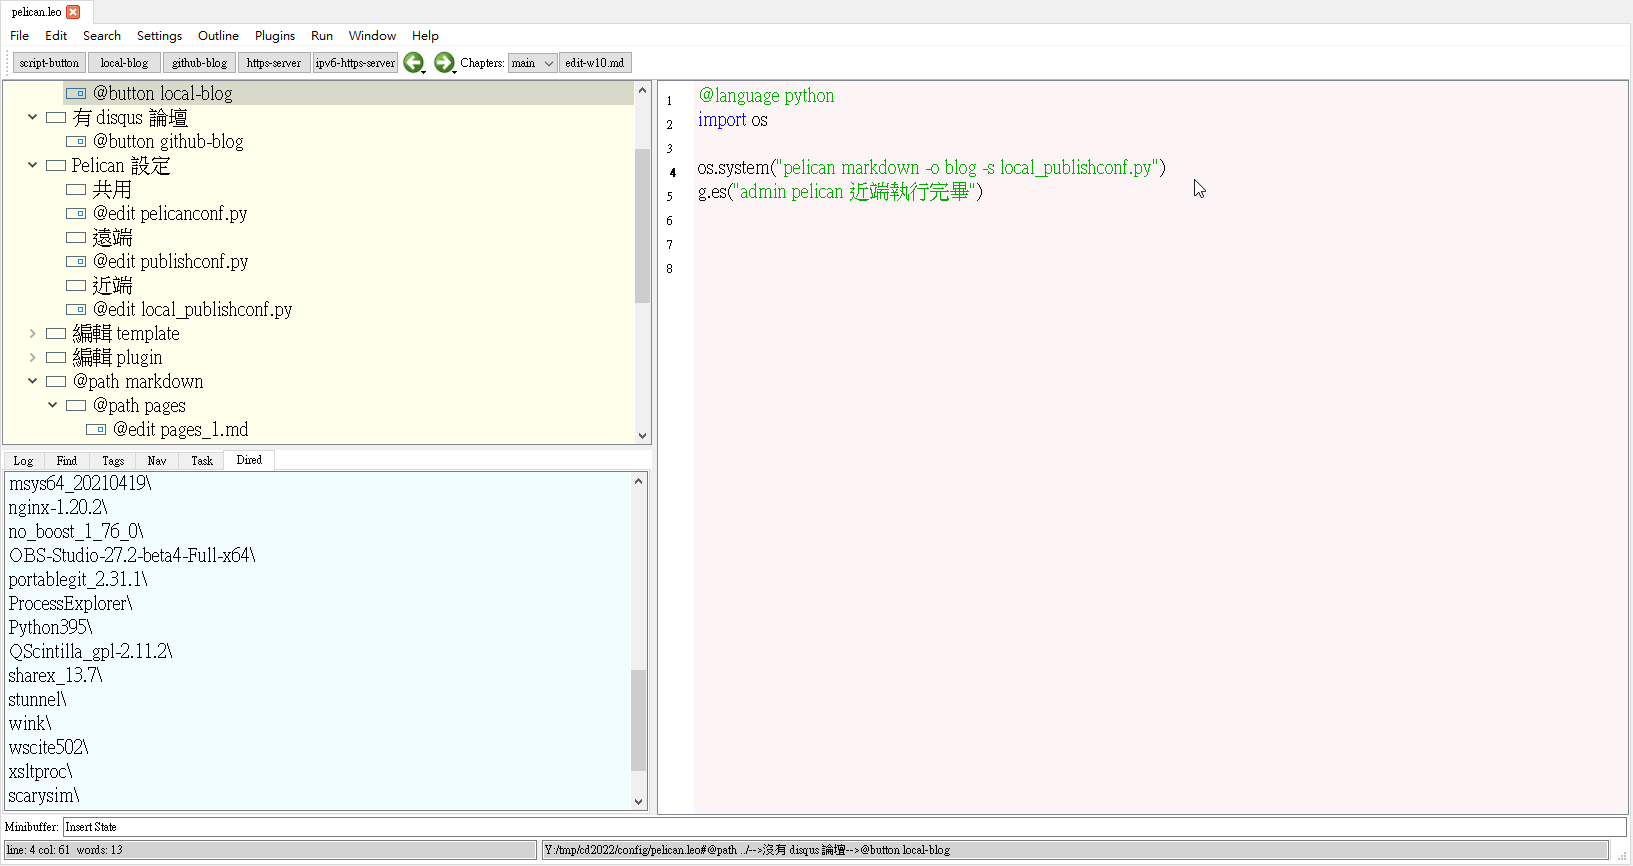 pelican.leo
File Edit Search Settings Outline Plugins Run Window Help
script-button local-blog github-blog https-server ipv6-https-server Chapters: main edit-w10.md
@button local-blog
有 disqus 論壇
@button github-blog
Pelican 設定
共用
@edit pelicanconf.py
遠端
@edit publishconf.py
近端
@edit local_publishconf.py
編輯 template
編輯 plugin
@path markdown
@path pages
@edit pages_1.md
Log Find Tags Nav Task Dired
msys64_20210419\
nginx-1.20.2\
no_boost_1_76_0\
OBS-Studio-27.2-beta4-Full-x64\
portablegit_2.31.1\
ProcessExplorer\
Python395\
QScintilla_gpl-2.11.2\
sharex_13.7\
stunnel\
wink\
wscite502\
xsltproc\
scarysim\
1 @language python
2 import os
3
4 os.system("pelican markdown -o blog -s local_publishconf.py")
5 g.es("admin pelican 近端執行完畢")
6
7
8
Minibuffer: Insert State
line: 4 col: 61 words: 13
Y:/tmp/cd2022/config/pelican.leo#@path ../-->沒有 disqus 論壇-->@button local-blog